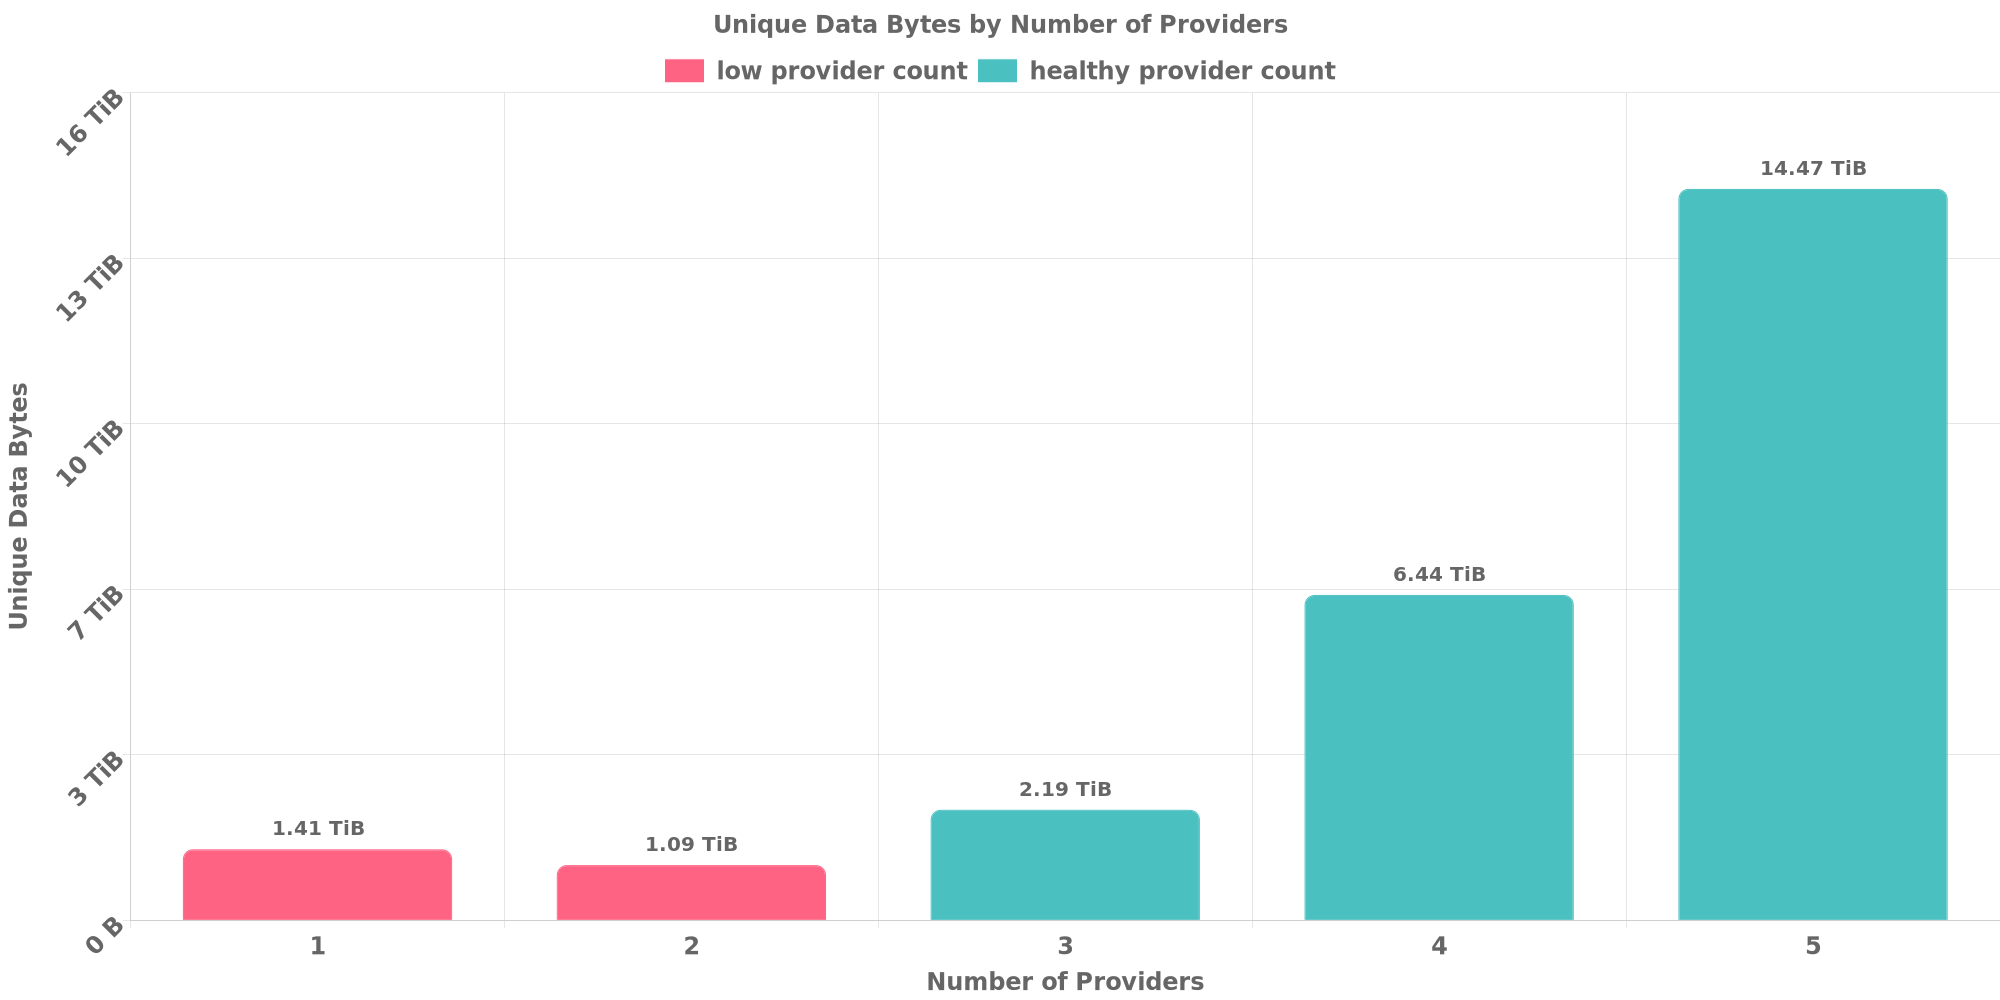 Unique Data Bytes by Number of Providers
low provider count healthy provider count
16 TiB
13 TiB
10 TiB
7 TiB
3 TiB
0 B
Unique Data Bytes
1.41 TiB
1.09 TiB
2.19 TiB
6.44 TiB
14.47 TiB
1 2 3 4 5
Number of Providers